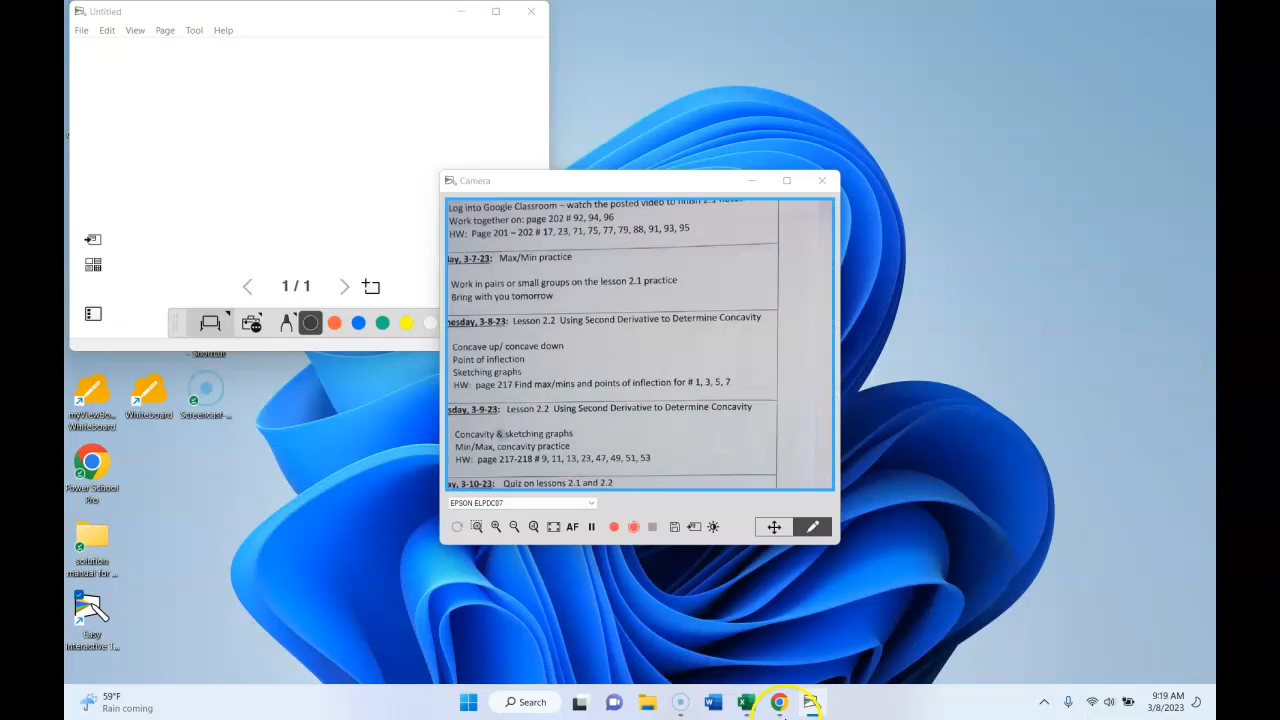 Untitled
File Edit View Page Tool Help
1 / 1
Camera
Log into Google Classroom – watch the posted video to finish 2.1
Work together on: page 202 # 92, 94, 96
HW: Page 201 – 202 # 17, 23, 71, 75, 77, 79, 88, 91, 93, 95
ay, 3-7-23: Max/Min practice
Work in pairs or small groups on the lesson 2.1 practice
Bring with you tomorrow
nesday, 3-8-23: Lesson 2.2 Using Second Derivative to Determine Concavity
Concave up/ concave down
Point of inflection
Sketching graphs
HW: page 217 Find max/mins and points of inflection for # 1, 3, 5, 7
sday, 3-9-23: Lesson 2.2 Using Second Derivative to Determine Concavity
Concavity & sketching graphs
Min/Max, concavity practice
HW: page 217-218 # 9, 11, 13, 23, 47, 49, 51, 53
ay, 3-10-23: Quiz on lessons 2.1 and 2.2
EPSON ELPDC07
AF
- Shortcut
myViewBo... Whiteboard
Whiteboard
Screencast - ...
Power School Pro
solution manual for ...
Easy Interactive T...
59°F
Rain coming
Search
9:19 AM
3/8/2023